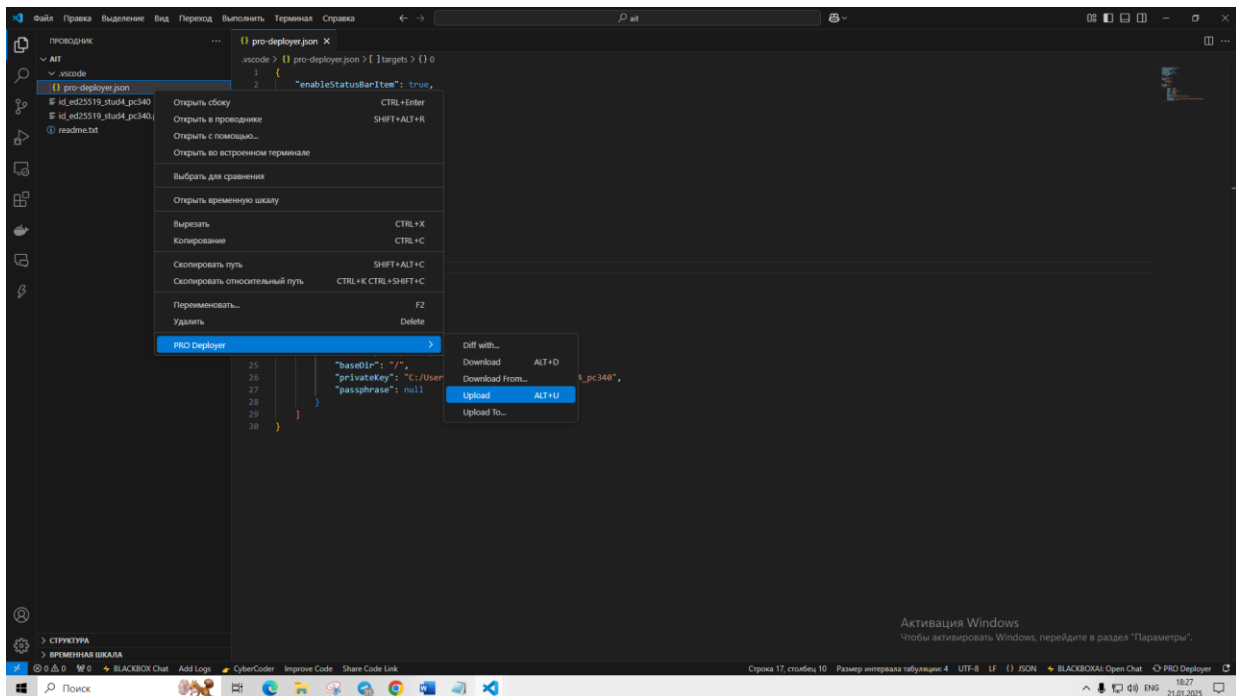 Файл Правка Выделение Вид Переход Выполнить Терминал Справка
ait
ПРОВОДНИК
{} pro-deployer.json
AIT
.vscode > {} pro-deployer.json > [ ] targets > {} 0
.vscode
1 {
{} pro-deployer.json
2 "enableStatusBarItem": true,
id_ed25519_stud4_pc340
id_ed25519_stud4_pc340.
readme.txt
Открыть сбоку CTRL+Enter
Открыть в проводнике SHIFT+ALT+R
Открыть с помощью...
Открыть во встроенном терминале
Выбрать для сравнения
Открыть временную шкалу
Вырезать CTRL+X
Копирование CTRL+C
Скопировать путь SHIFT+ALT+C
Скопировать относительный путь CTRL+K CTRL+SHIFT+C
Переименовать... F2
Удалить Delete
PRO Deployer
Diff with...
Download ALT+D
Download From...
Upload ALT+U
Upload To...
25 "baseDir": "/",
26 "privateKey": "C:/User 4_pc340",
27 "passphrase": null
28 }
29 ]
30 }
Активация Windows
Чтобы активировать Windows, перейдите в раздел "Параметры".
СТРУКТУРА
ВРЕМЕННАЯ ШКАЛА
0 0 0 BLACKBOX Chat Add Logs CyberCoder Improve Code Share Code Link
Строка 17, столбец 10 Размер интервала табуляции: 4 UTF-8 LF {} JSON BLACKBOXAI: Open Chat PRO Deployer
Поиск
ENG
18:27
21.01.2025